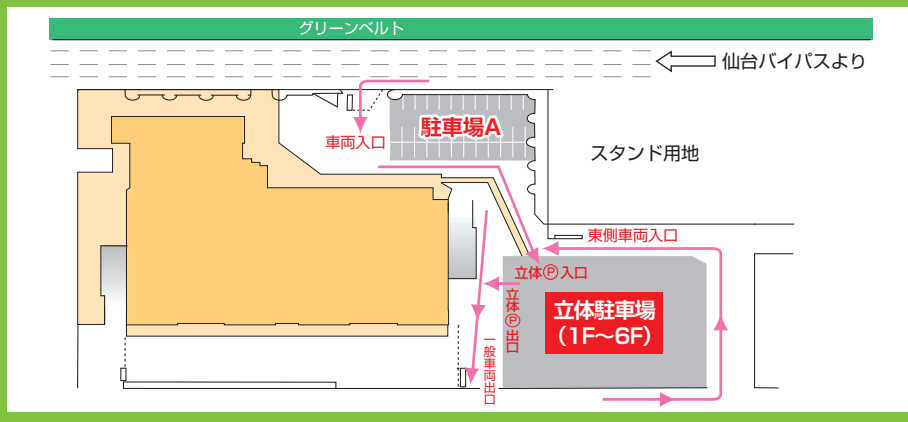 グリーンベルト
仙台バイパスより
駐車場A
車両入口
スタンド用地
東側車両入口
立体Ⓟ入口
立体Ⓟ出口
立体駐車場
（1F〜6F）
一般車両出口